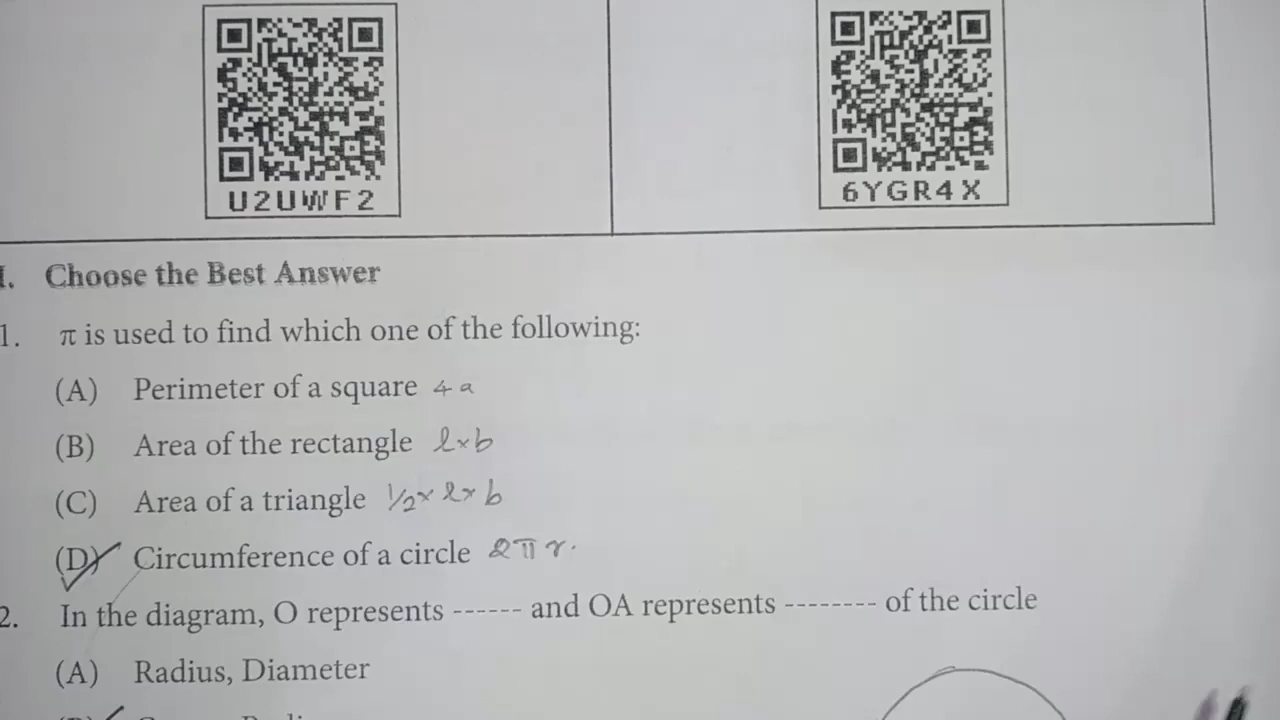 U2UWF2 6YGR4X
I. Choose the Best Answer
1. π is used to find which one of the following:
(A) Perimeter of a square 4a
(B) Area of the rectangle l×b
(C) Area of a triangle 1/2 × l × b
(D) Circumference of a circle 2πr.
2. In the diagram, O represents ------ and OA represents -------- of the circle
(A) Radius, Diameter